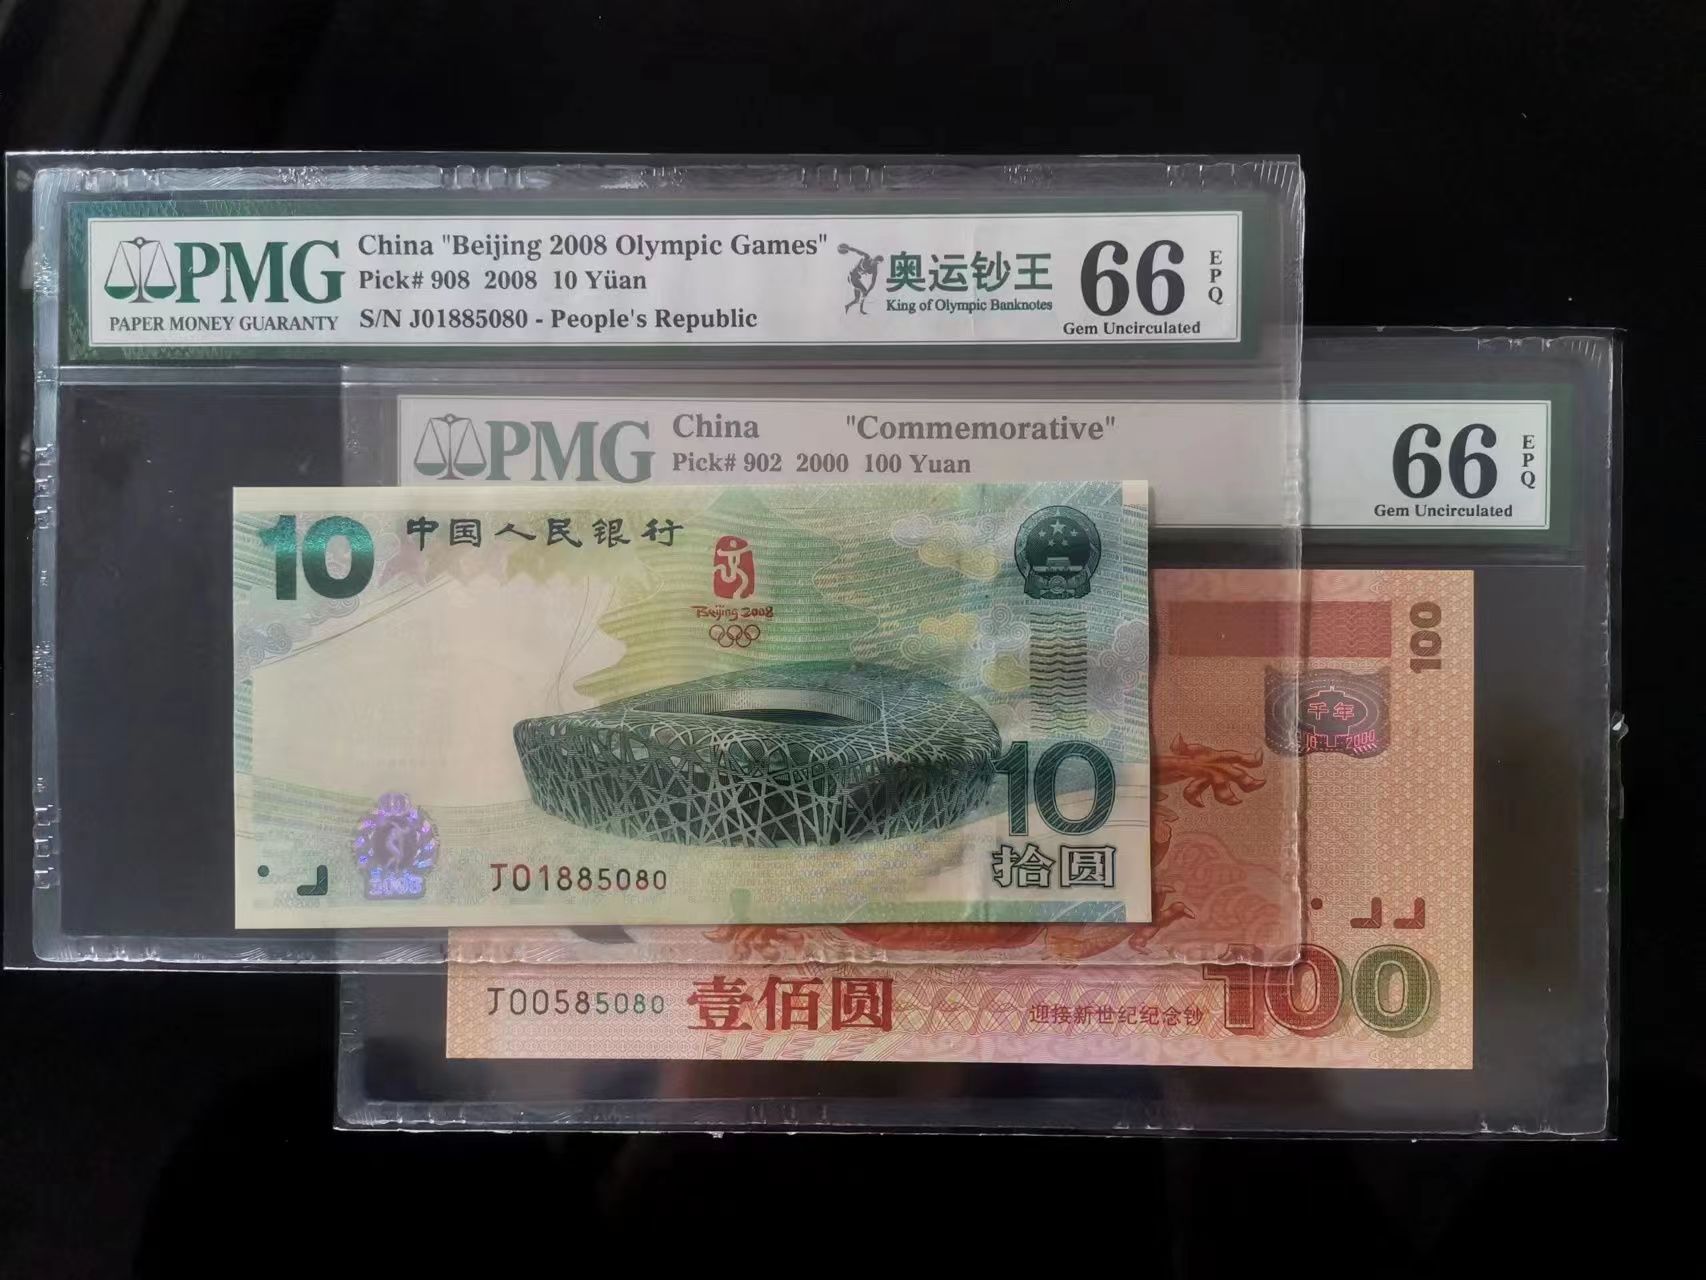 PMG
PAPER MONEY GUARANTY
China "Beijing 2008 Olympic Games"
Pick# 908 2008 10 Yüan
S/N J01885080 - People's Republic
奥运钞王
King of Olympic Banknotes
66
EPQ
Gem Uncirculated
PMG
China "Commemorative"
Pick# 902 2000 100 Yuan
66
EPQ
Gem Uncirculated
10
中国人民银行
Beijing 2008
10
拾圆
2008
J01885080
100
千年
2000
J00585080
壹佰圆
迎接新世纪纪念钞
100